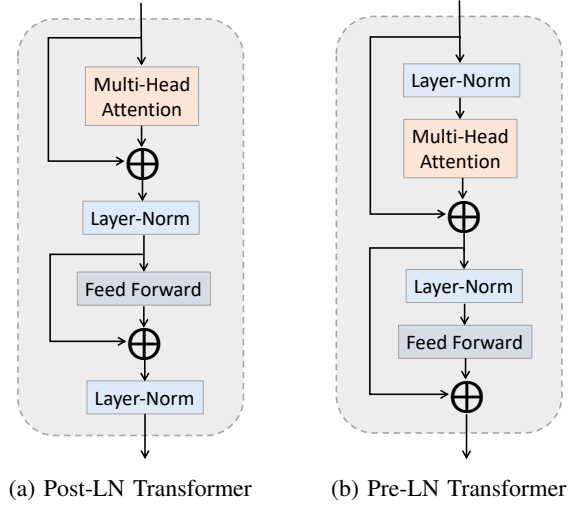 Multi-Head
Attention
Layer-Norm
Feed Forward
Layer-Norm
(a) Post-LN Transformer
Layer-Norm
Multi-Head
Attention
Layer-Norm
Feed Forward
(b) Pre-LN Transformer